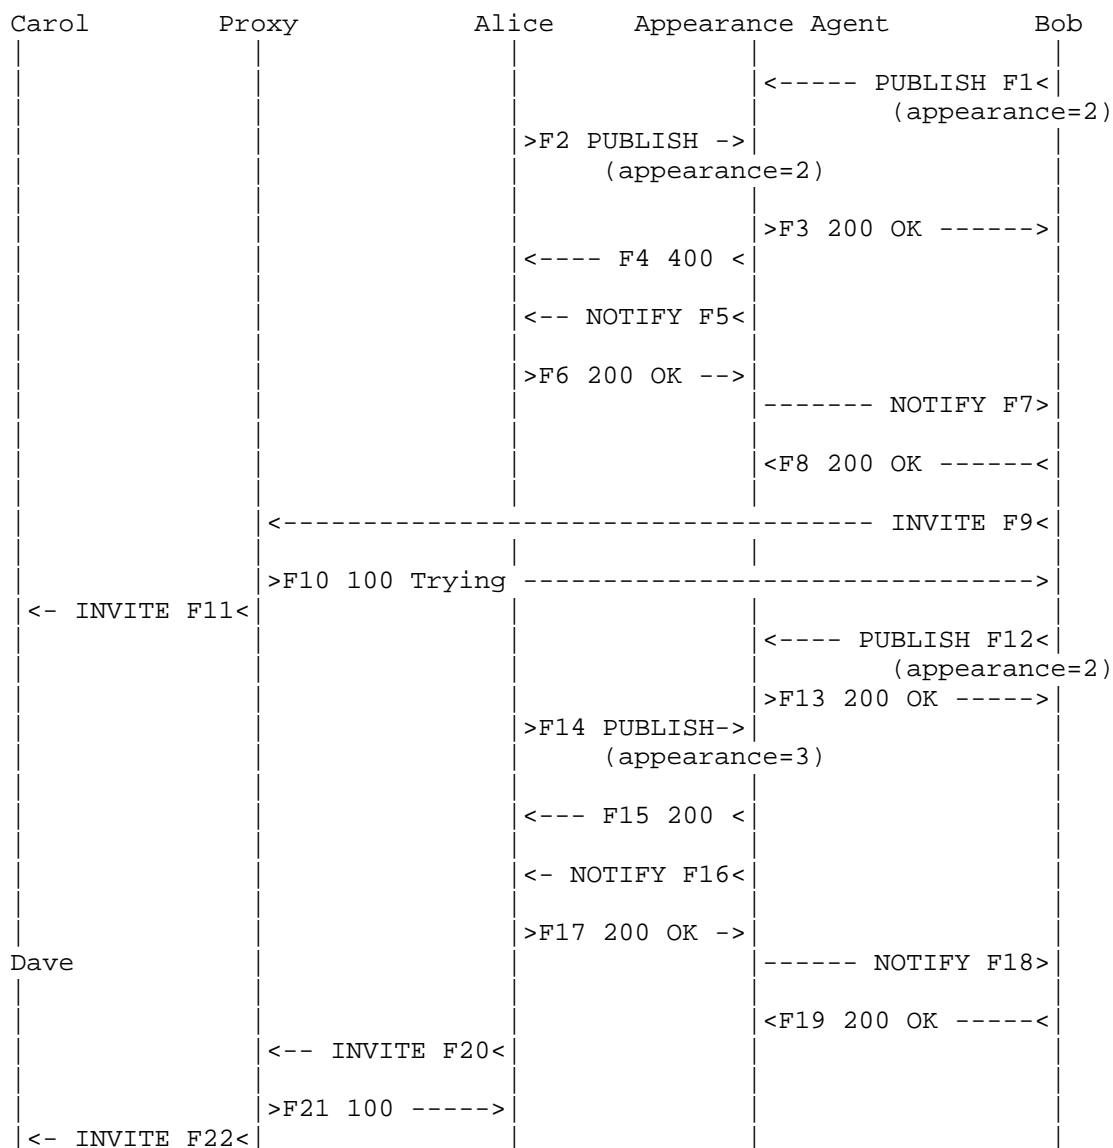 Carol Proxy Alice Appearance Agent Bob
<----- PUBLISH F1<
(appearance=2)
>F2 PUBLISH ->
(appearance=2)
>F3 200 OK ------>
<---- F4 400 <
<-- NOTIFY F5<
>F6 200 OK -->
------- NOTIFY F7>
<F8 200 OK ------<
<------------------------------------- INVITE F9<
>F10 100 Trying -------------------------------->
<- INVITE F11<
<---- PUBLISH F12<
(appearance=2)
>F13 200 OK ----->
>F14 PUBLISH->
(appearance=3)
<--- F15 200 <
<- NOTIFY F16<
>F17 200 OK ->
Dave ------ NOTIFY F18>
<F19 200 OK -----<
<-- INVITE F20<
>F21 100 ----->
<- INVITE F22<